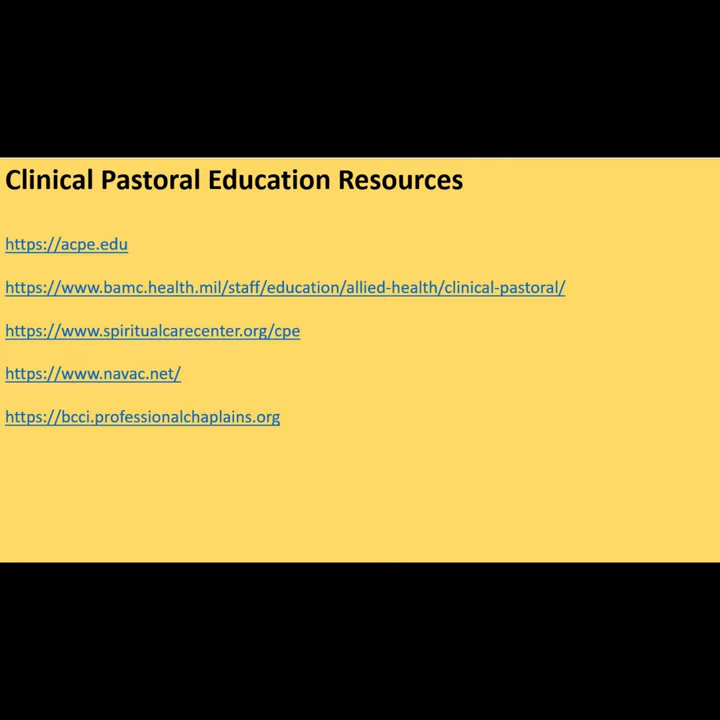 Clinical Pastoral Education Resources
https://acpe.edu
https://www.bamc.health.mil/staff/education/allied-health/clinical-pastoral/
https://www.spiritualcarecenter.org/cpe
https://www.navac.net/
https://bcci.professionalchaplains.org